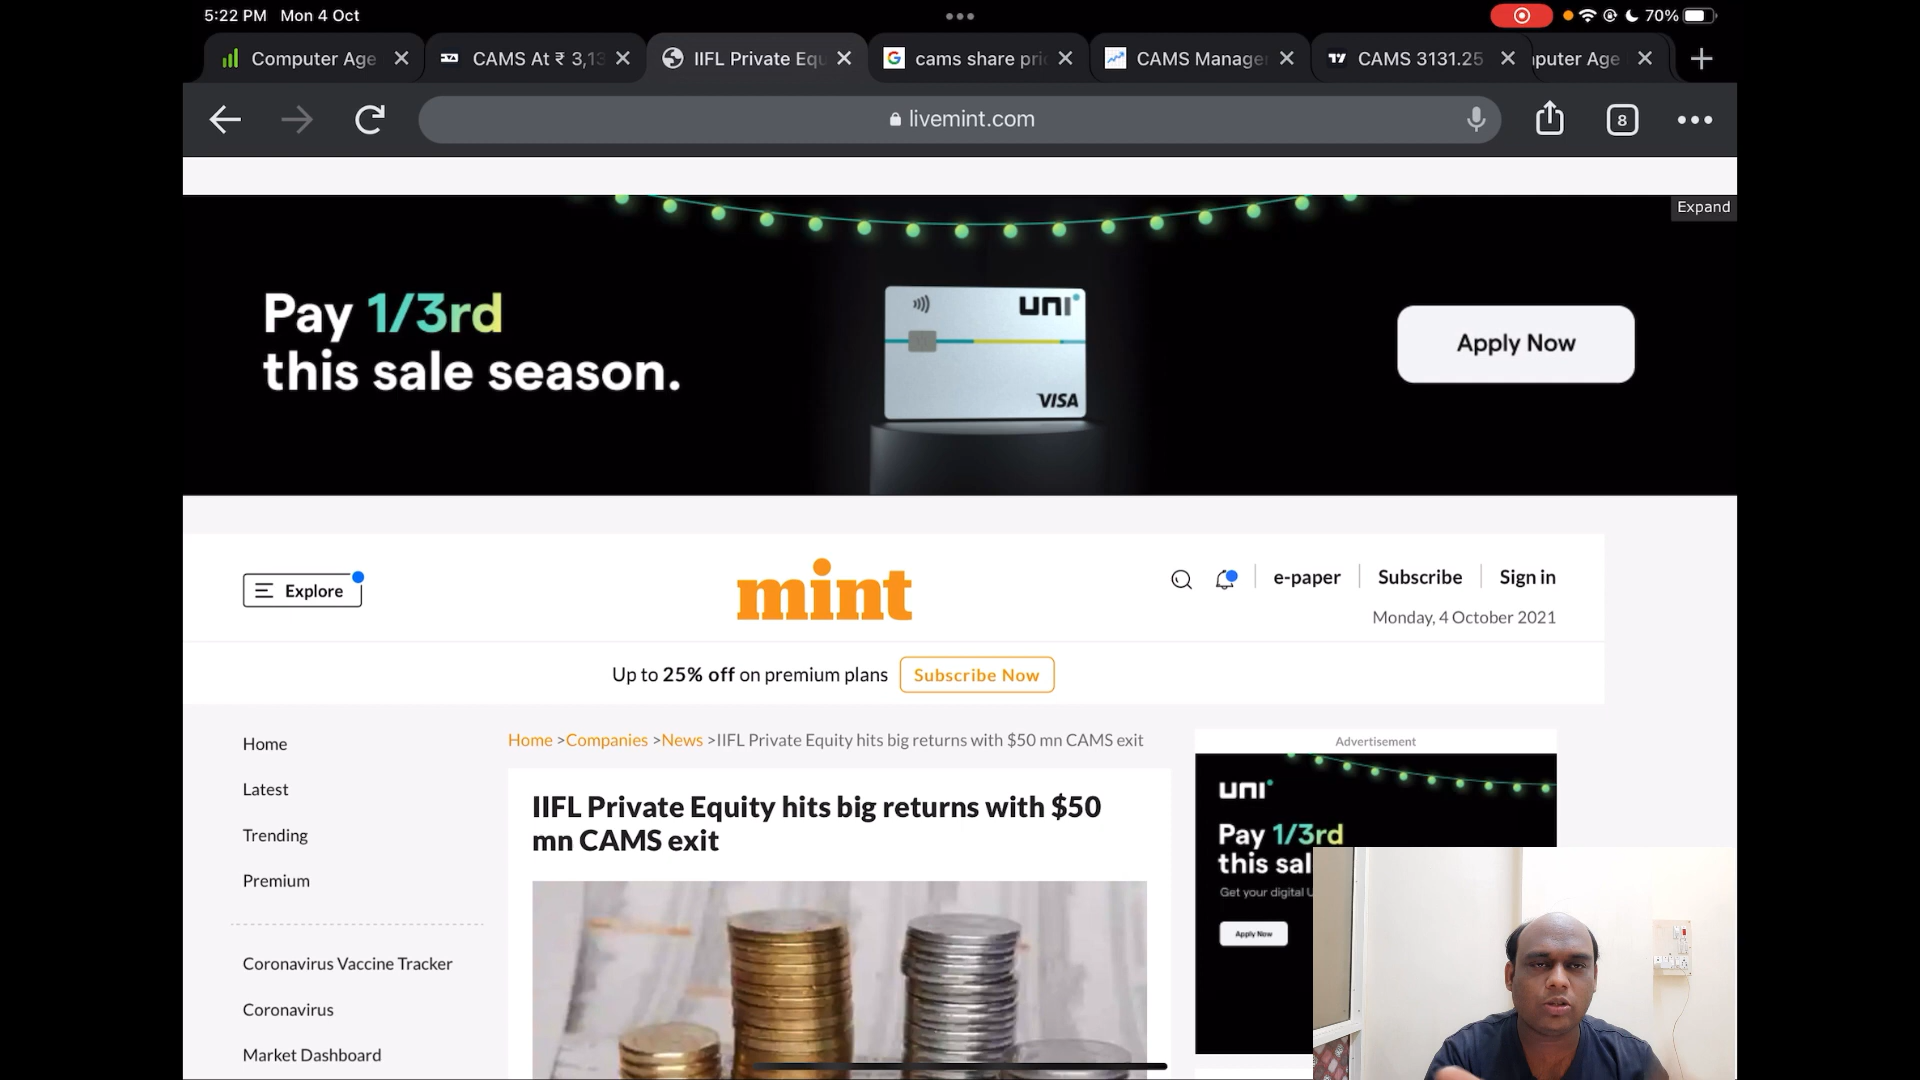 5:22 PM Mon 4 Oct
70%
Computer Age
CAMS At ₹ 3,13
IIFL Private Equ
cams share pri
CAMS Manage
CAMS 3131.25
puter Age
livemint.com
8
Expand
Pay 1/3rd
this sale season.
uni
VISA
Apply Now
Explore
mint
e-paper
Subscribe
Sign in
Monday, 4 October 2021
Up to 25% off on premium plans
Subscribe Now
Home
Latest
Trending
Premium
Coronavirus Vaccine Tracker
Coronavirus
Market Dashboard
Home >Companies >News >IIFL Private Equity hits big returns with $50 mn CAMS exit
IIFL Private Equity hits big returns with $50
mn CAMS exit
Advertisement
uni
Pay 1/3rd
this sal
Get your digital U
Apply Now